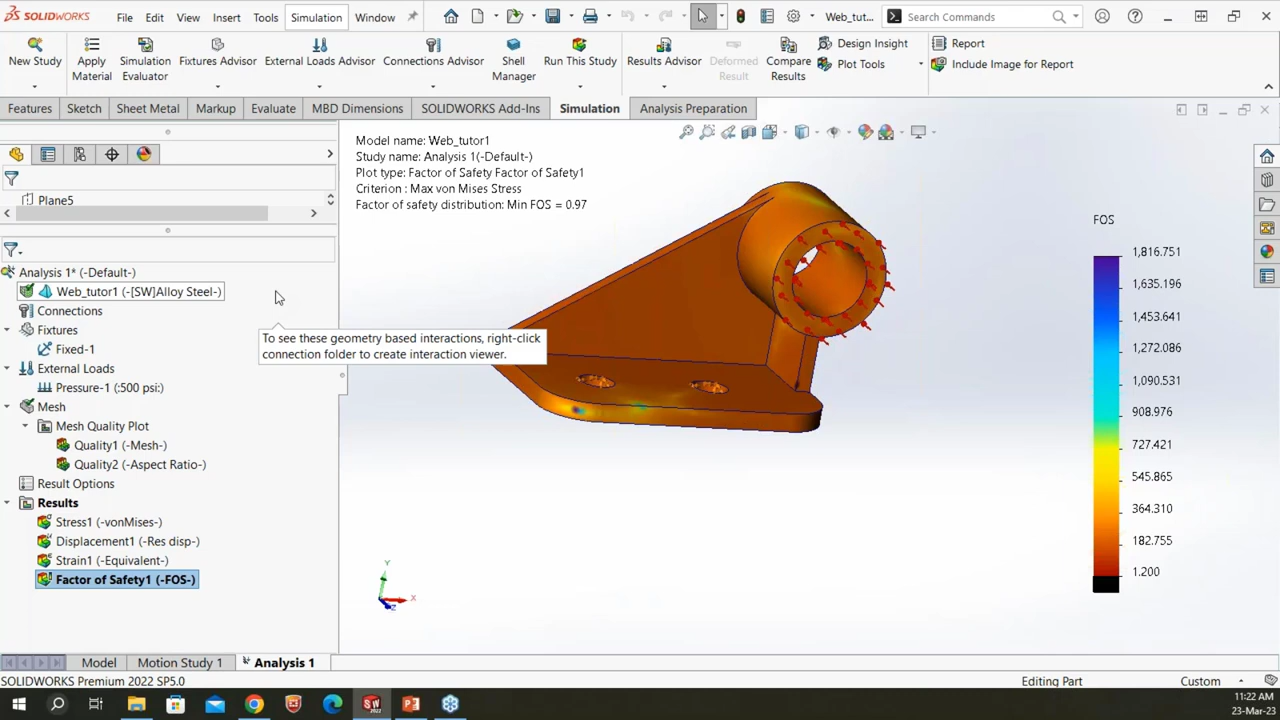 SOLIDWORKS File Edit View Insert Tools Simulation Window Web_tut... Search Commands
New Study Apply Material Simulation Evaluator Fixtures Advisor External Loads Advisor Connections Advisor Shell Manager Run This Study Results Advisor Deformed Result Compare Results Design Insight Plot Tools Report Include Image for Report
Features Sketch Sheet Metal Markup Evaluate MBD Dimensions SOLIDWORKS Add-Ins Simulation Analysis Preparation
Plane5
Analysis 1* (-Default-)
Web_tutor1 (-[SW]Alloy Steel-)
Connections
Fixtures
Fixed-1
External Loads
Pressure-1 (:500 psi:)
Mesh
Mesh Quality Plot
Quality1 (-Mesh-)
Quality2 (-Aspect Ratio-)
Result Options
Results
Stress1 (-vonMises-)
Displacement1 (-Res disp-)
Strain1 (-Equivalent-)
Factor of Safety1 (-FOS-)
To see these geometry based interactions, right-click
connection folder to create interaction viewer.
Model name: Web_tutor1
Study name: Analysis 1(-Default-)
Plot type: Factor of Safety Factor of Safety1
Criterion : Max von Mises Stress
Factor of safety distribution: Min FOS = 0.97
FOS
1,816.751
1,635.196
1,453.641
1,272.086
1,090.531
908.976
727.421
545.865
364.310
182.755
1.200
Y
X
Z
Model Motion Study 1 Analysis 1
SOLIDWORKS Premium 2022 SP5.0 Editing Part Custom
11:22 AM
23-Mar-23